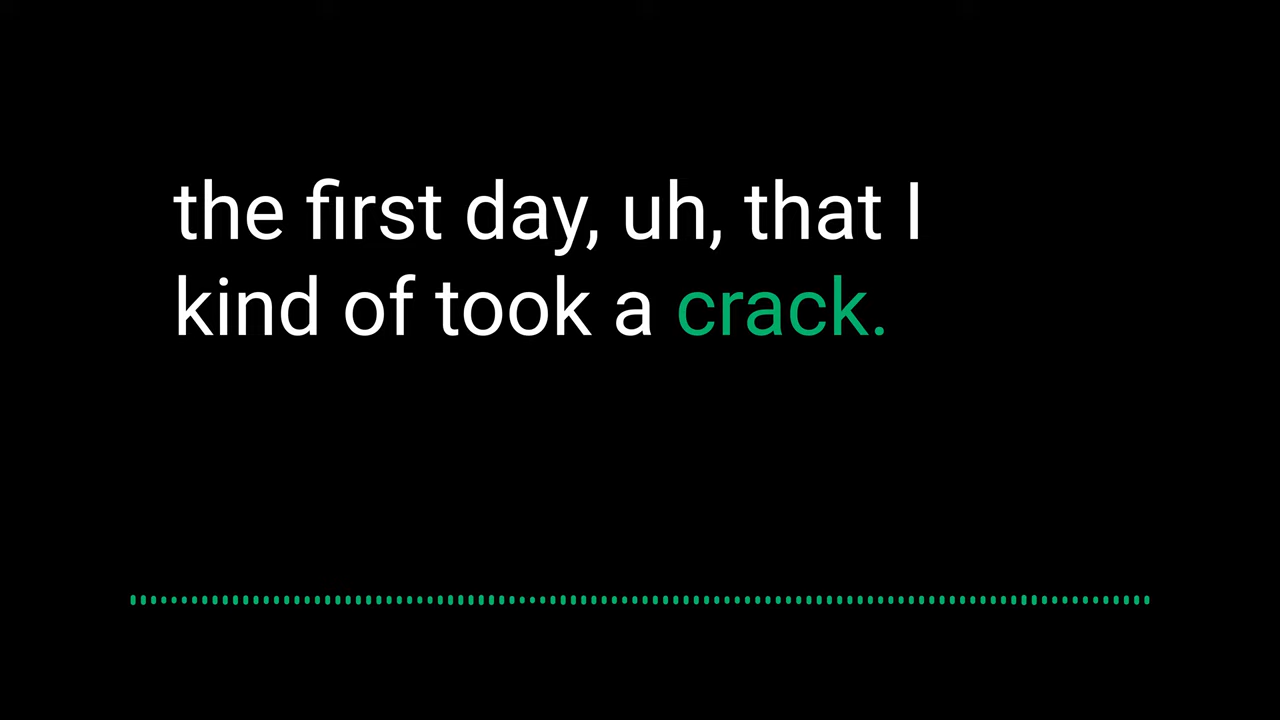 the first day, uh, that I
kind of took a crack.